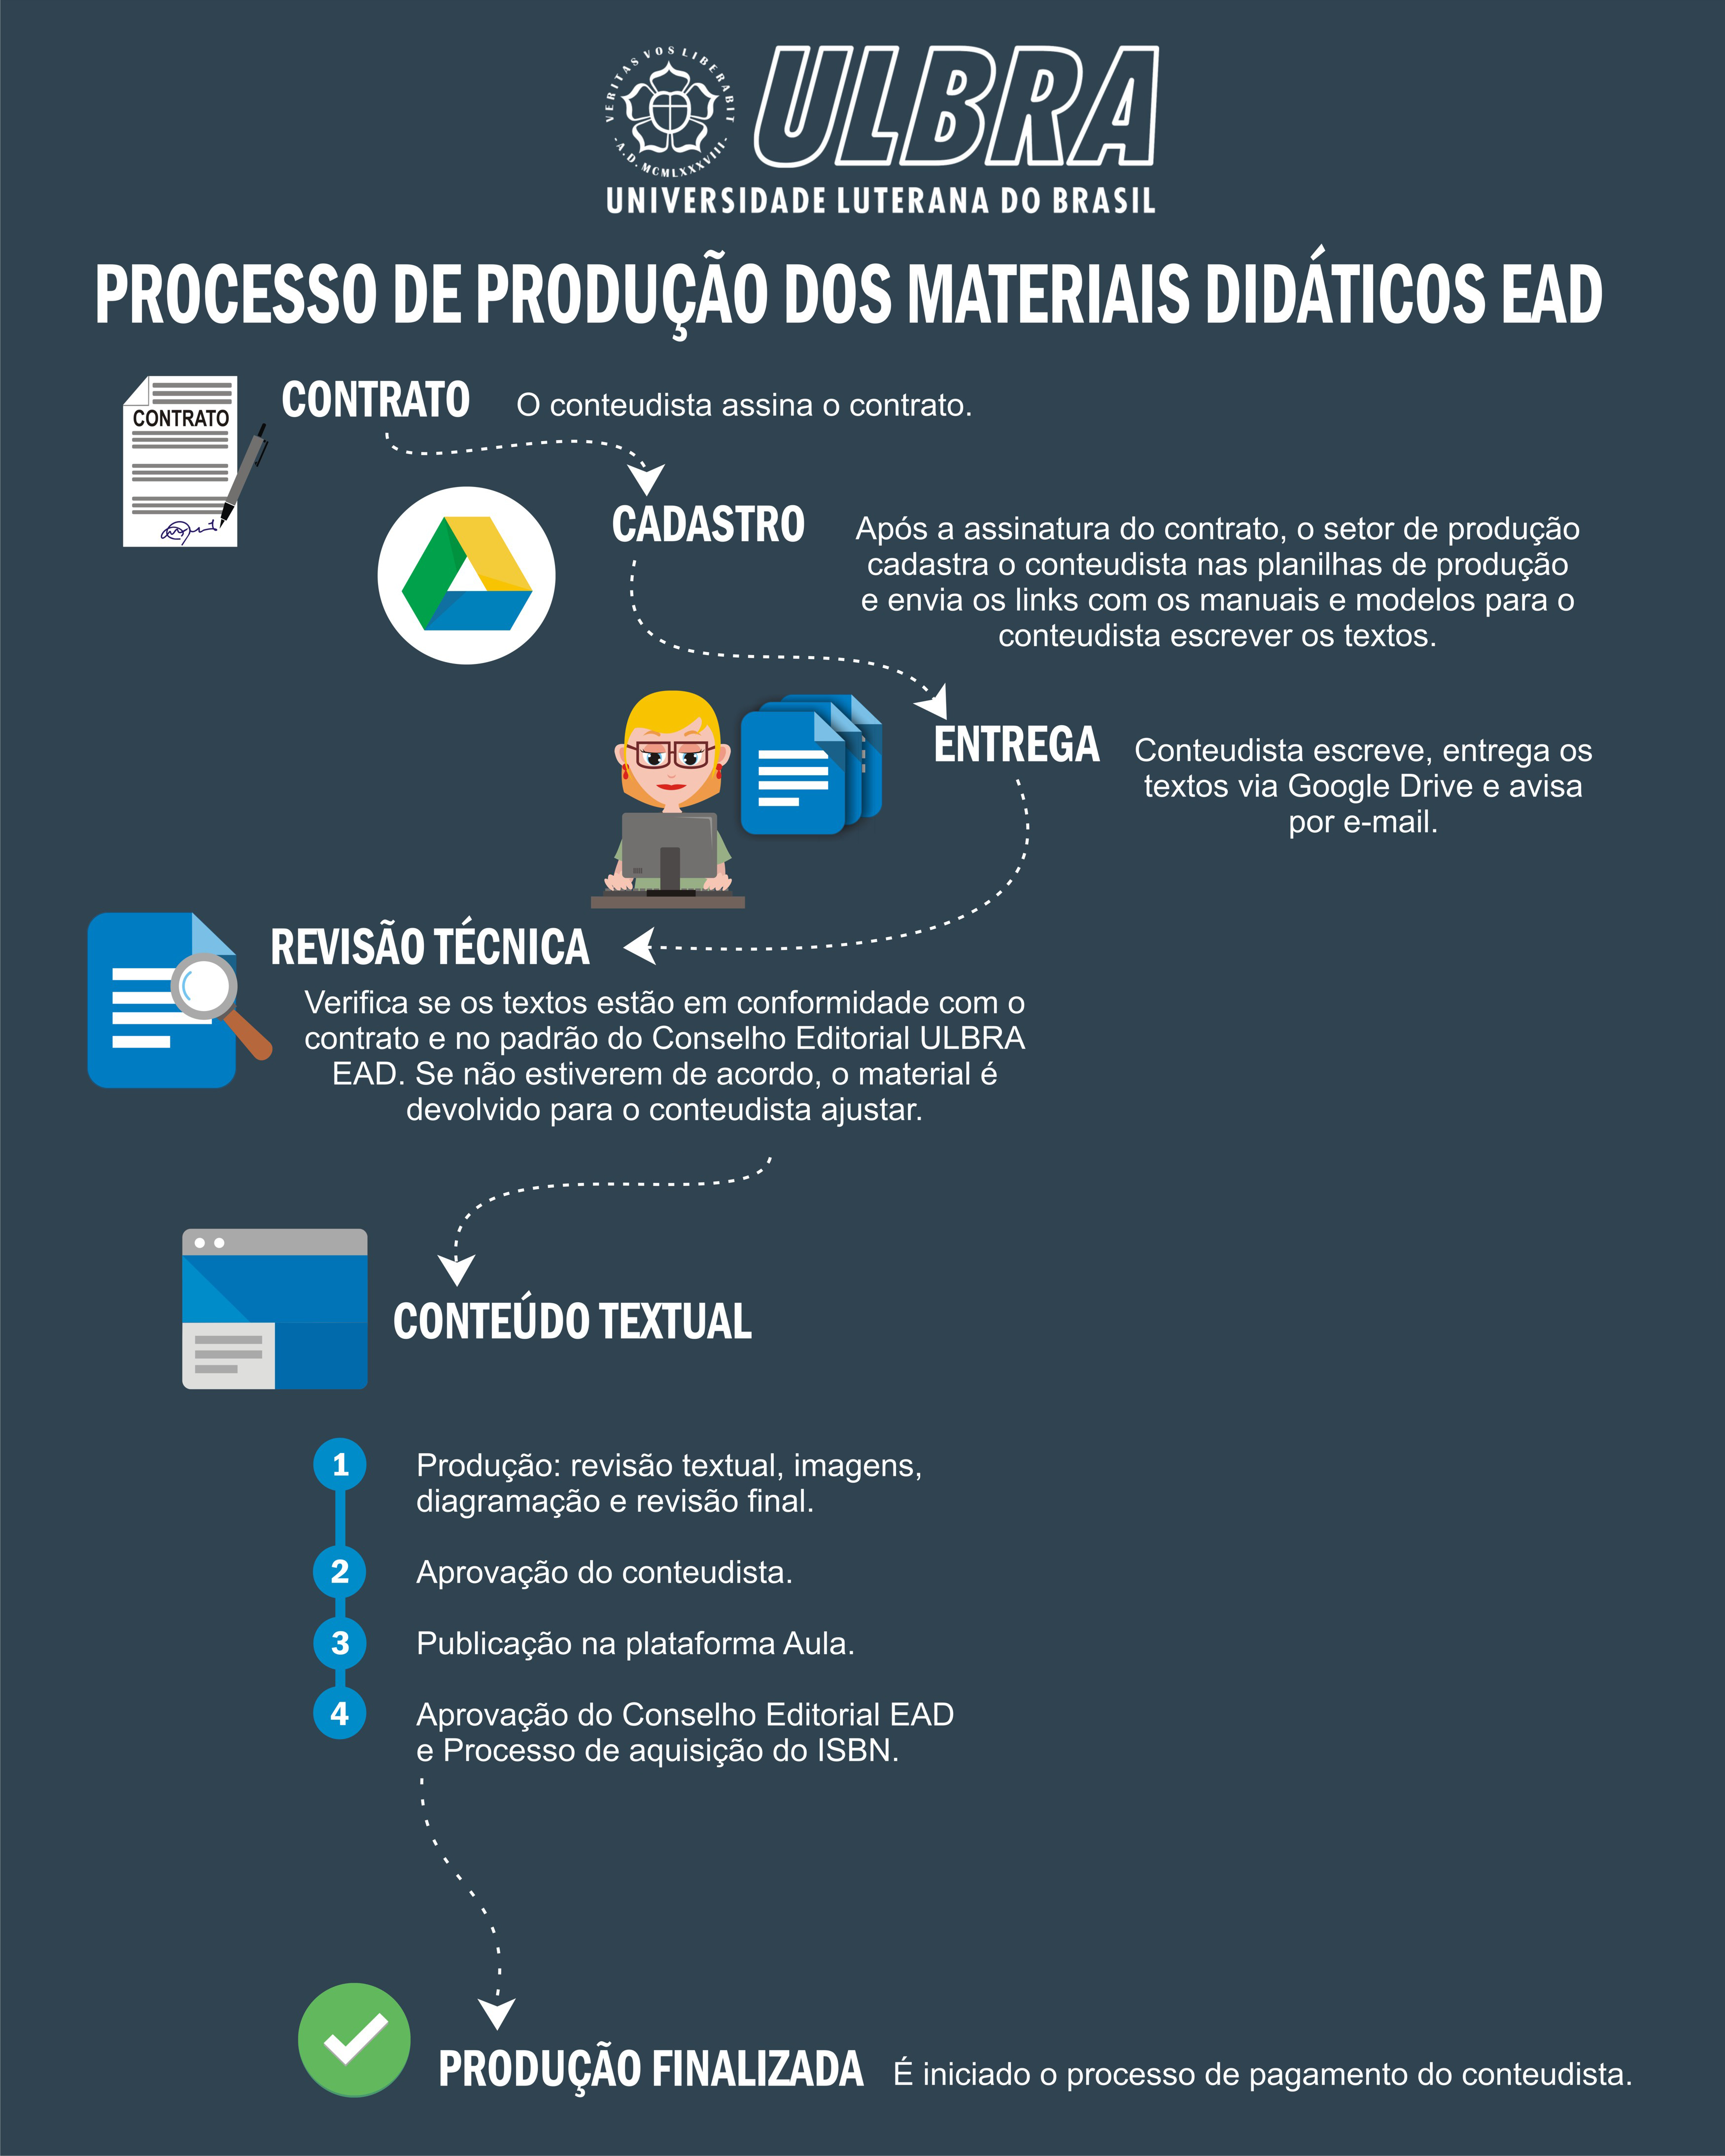 VERITAS VOS LIBERABIT
· A.D. MCMLXXXVIII ·
ULBRA
UNIVERSIDADE LUTERANA DO BRASIL
PROCESSO DE PRODUÇÃO DOS MATERIAIS DIDÁTICOS EAD
CONTRATO
CONTRATO
O conteudista assina o contrato.
CADASTRO
Após a assinatura do contrato, o setor de produção
cadastra o conteudista nas planilhas de produção
e envia os links com os manuais e modelos para o
conteudista escrever os textos.
ENTREGA
Conteudista escreve, entrega os
textos via Google Drive e avisa
por e-mail.
REVISÃO TÉCNICA
Verifica se os textos estão em conformidade com o
contrato e no padrão do Conselho Editorial ULBRA
EAD. Se não estiverem de acordo, o material é
devolvido para o conteudista ajustar.
CONTEÚDO TEXTUAL
1 Produção: revisão textual, imagens,
diagramação e revisão final.
2 Aprovação do conteudista.
3 Publicação na plataforma Aula.
4 Aprovação do Conselho Editorial EAD
e Processo de aquisição do ISBN.
PRODUÇÃO FINALIZADA
É iniciado o processo de pagamento do conteudista.